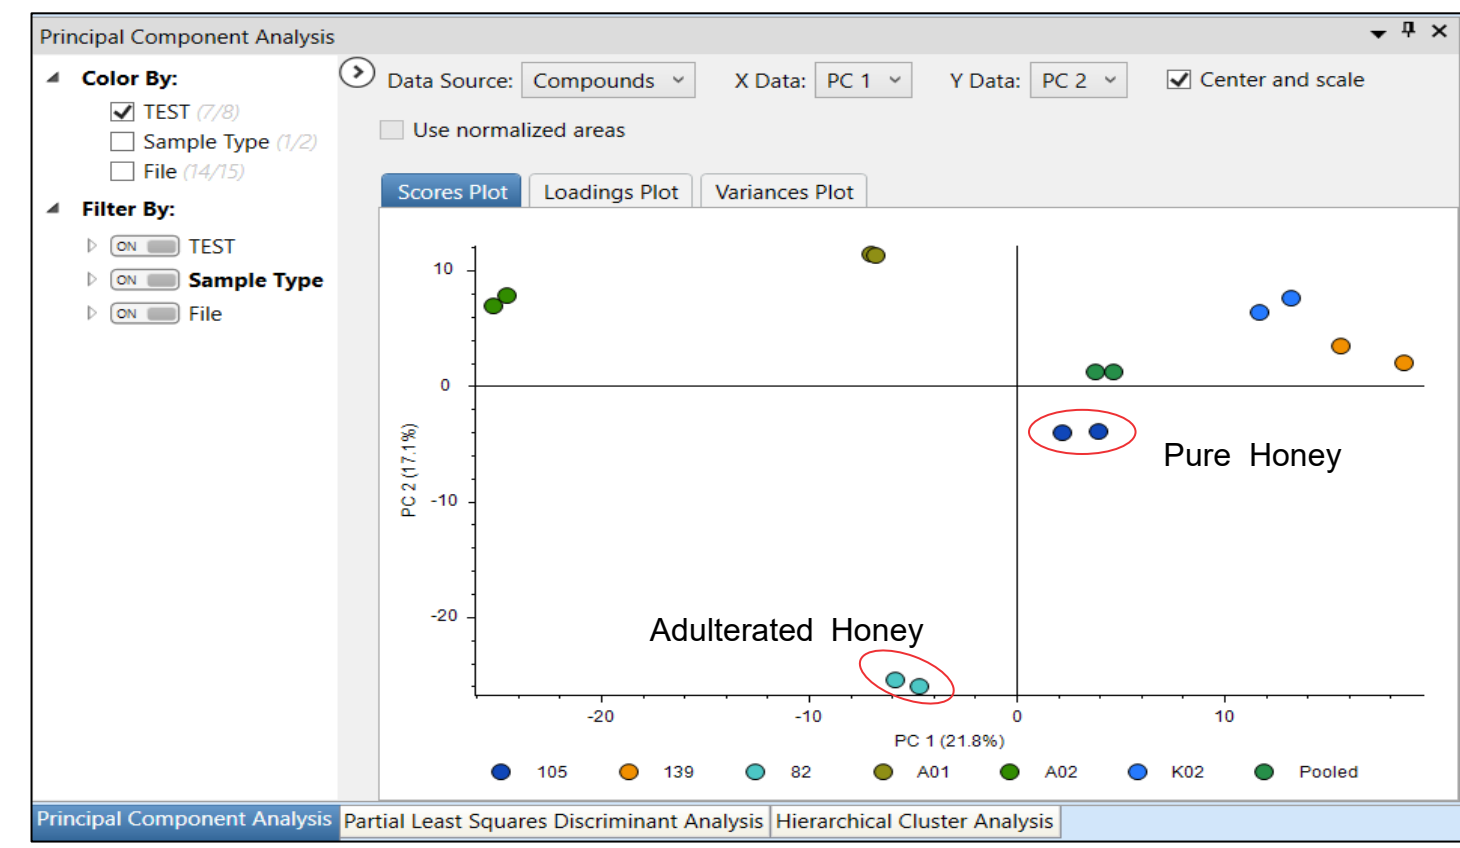 Principal Component Analysis
Color By:
TEST (7/8)
Sample Type (1/2)
File (14/15)
Filter By:
ON TEST
ON Sample Type
ON File
Data Source: Compounds X Data: PC 1 Y Data: PC 2 Center and scale
Use normalized areas
Scores Plot Loadings Plot Variances Plot
10
0
-10
-20
PC 2 (17.1%)
Pure Honey
Adulterated Honey
-20 -10 0 10
PC 1 (21.8%)
105 139 82 A01 A02 K02 Pooled
Principal Component Analysis Partial Least Squares Discriminant Analysis Hierarchical Cluster Analysis